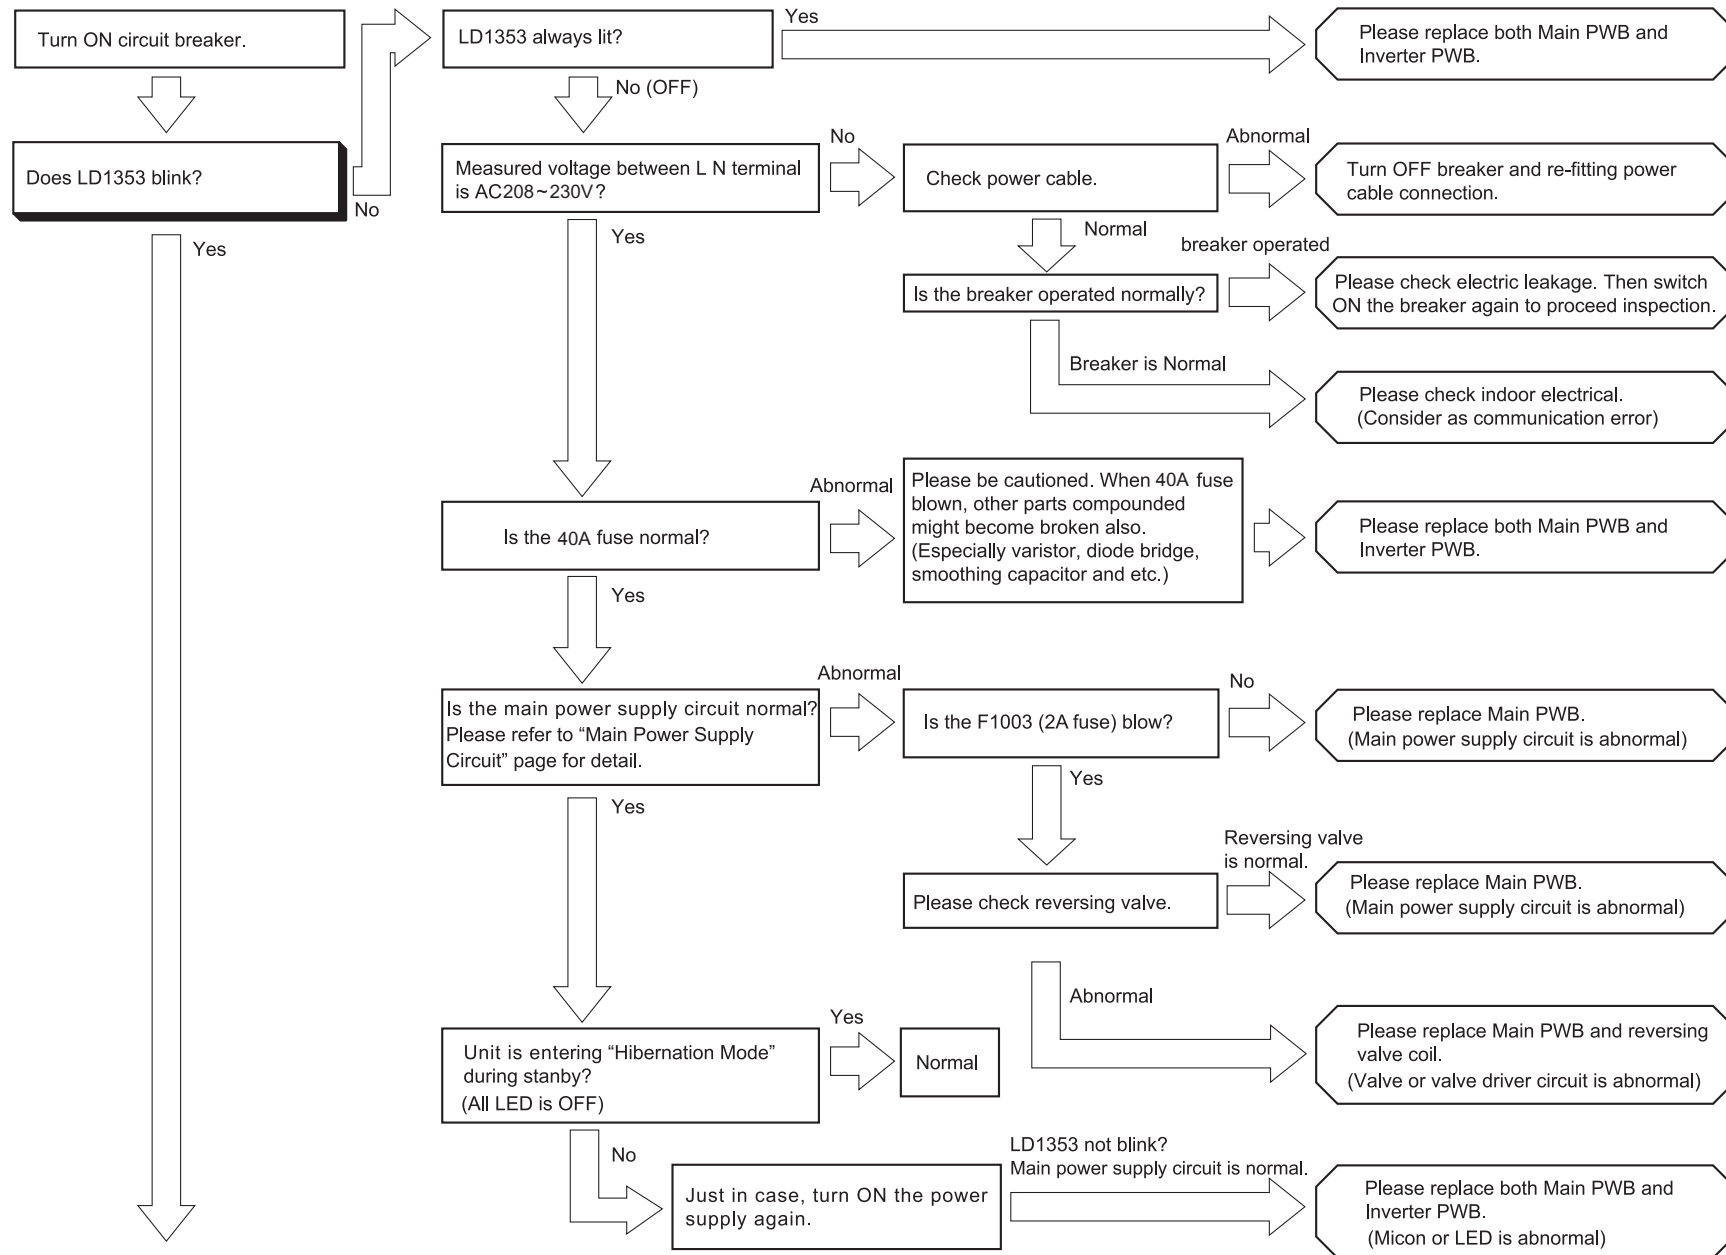 Turn ON circuit breaker.
LD1353 always lit?
Yes
Please replace both Main PWB and
Inverter PWB.
No (OFF)
Does LD1353 blink?
No
Measured voltage between L N terminal
is AC208~230V?
No
Check power cable.
Abnormal
Turn OFF breaker and re-fitting power
cable connection.
Yes
Yes
Normal
Is the breaker operated normally?
breaker operated
Please check electric leakage. Then switch
ON the breaker again to proceed inspection.
Breaker is Normal
Please check indoor electrical.
(Consider as communication error)
Is the 40A fuse normal?
Abnormal
Please be cautioned. When 40A fuse
blown, other parts compounded
might become broken also.
(Especially varistor, diode bridge,
smoothing capacitor and etc.)
Please replace both Main PWB and
Inverter PWB.
Yes
Is the main power supply circuit normal?
Please refer to “Main Power Supply
Circuit” page for detail.
Abnormal
Is the F1003 (2A fuse) blow?
No
Please replace Main PWB.
(Main power supply circuit is abnormal)
Yes
Yes
Please check reversing valve.
Reversing valve
is normal.
Please replace Main PWB.
(Main power supply circuit is abnormal)
Abnormal
Please replace Main PWB and reversing
valve coil.
(Valve or valve driver circuit is abnormal)
Unit is entering “Hibernation Mode”
during stanby?
(All LED is OFF)
Yes
Normal
No
Just in case, turn ON the power
supply again.
LD1353 not blink?
Main power supply circuit is normal.
Please replace both Main PWB and
Inverter PWB.
(Micon or LED is abnormal)